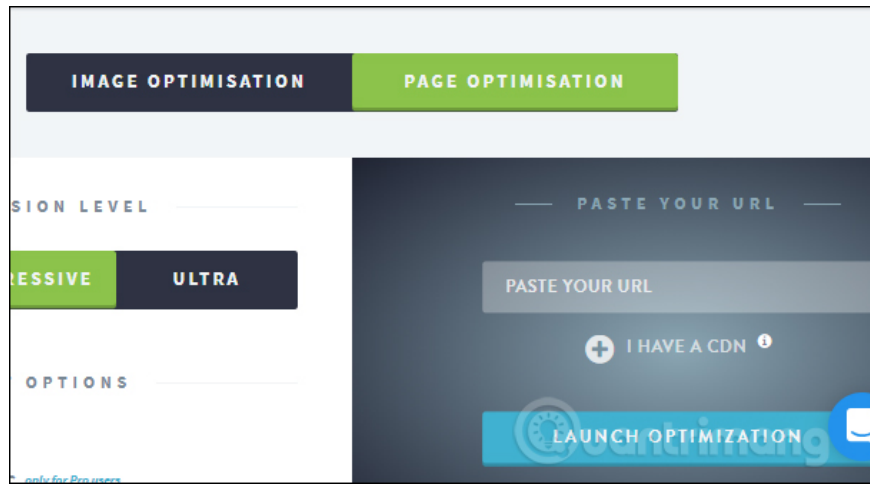 IMAGE OPTIMISATION
PAGE OPTIMISATION
SION LEVEL
RESSIVE
ULTRA
OPTIONS
only for Pro users
PASTE YOUR URL
PASTE YOUR URL
I HAVE A CDN
LAUNCH OPTIMIZATION
uantrimang